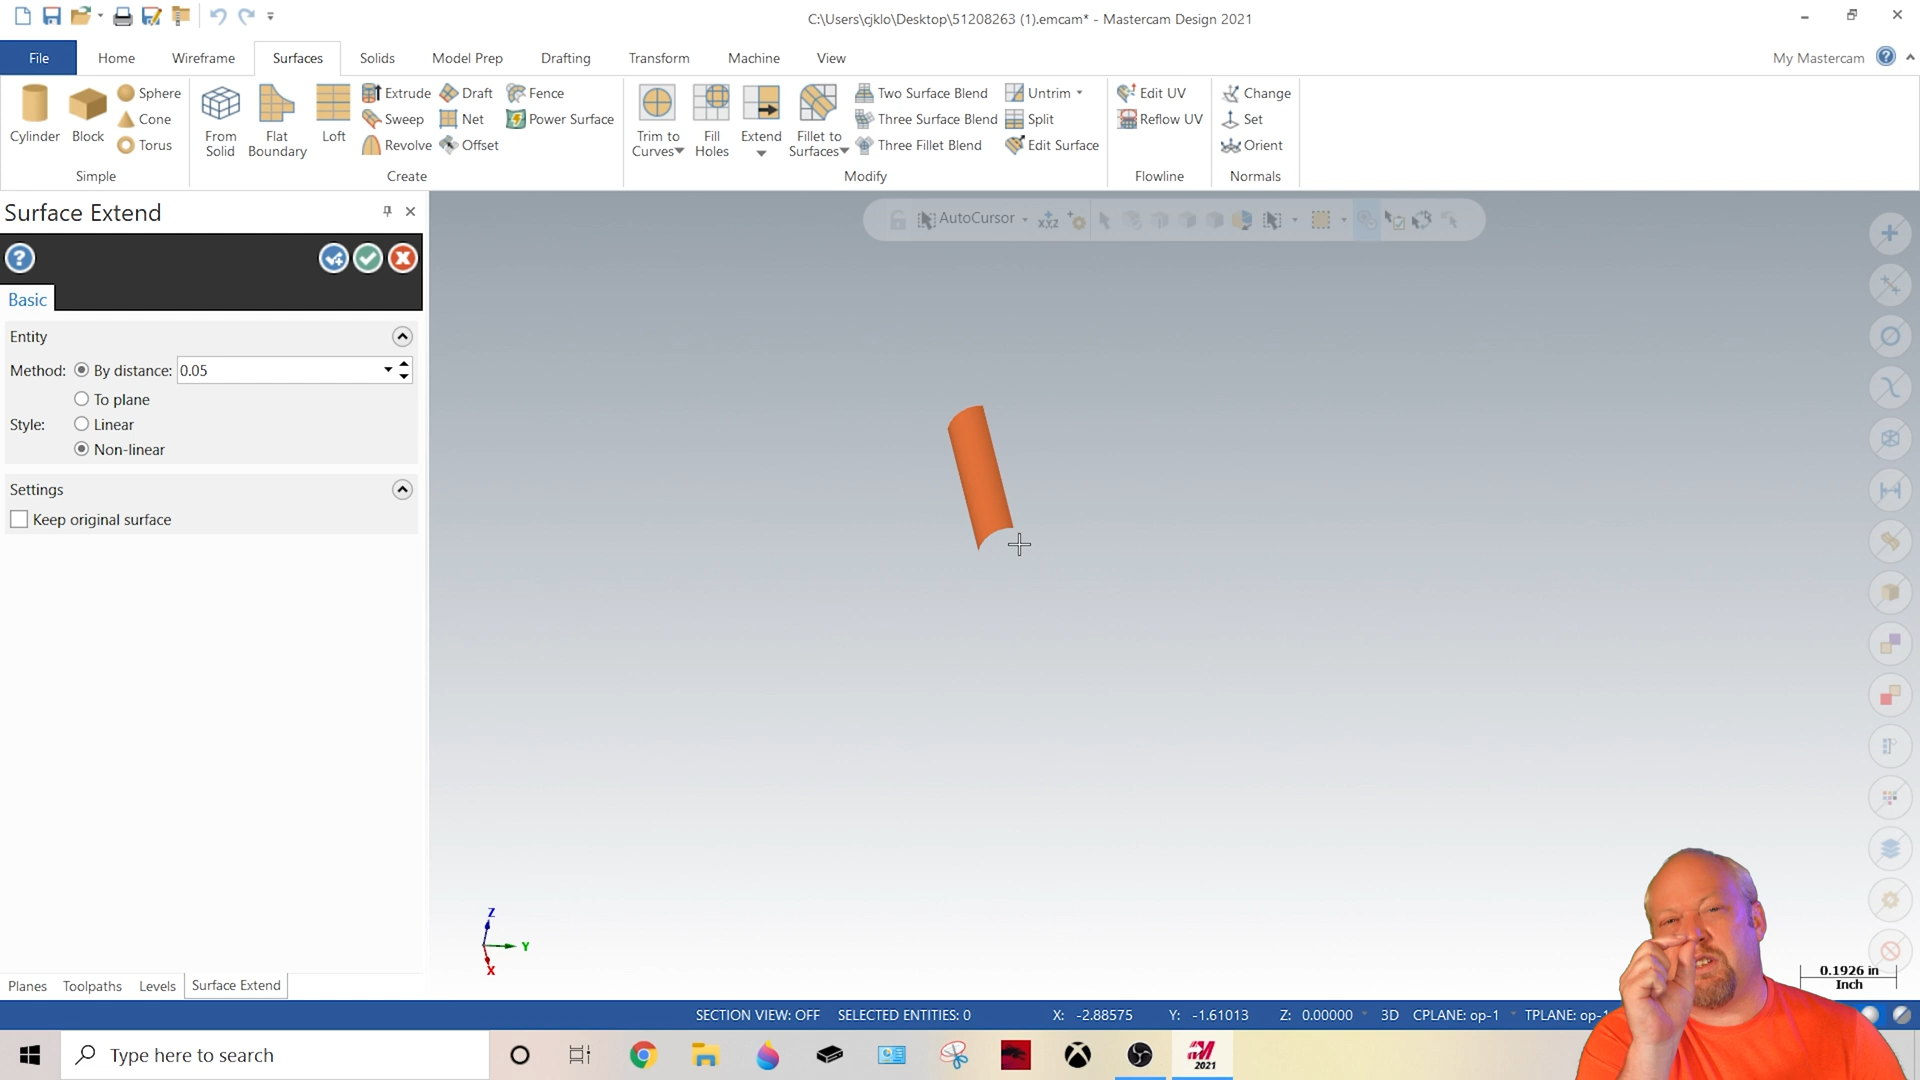 C:\Users\cjklo\Desktop\51208263 (1).emcam* - Mastercam Design 2021
File Home Wireframe Surfaces Solids Model Prep Drafting Transform Machine View My Mastercam
Cylinder Block Sphere Cone Torus
Simple
From Solid Flat Boundary Loft Extrude Sweep Revolve Draft Net Offset Fence Power Surface
Create
Trim to Curves Fill Holes Extend Fillet to Surfaces Two Surface Blend Three Surface Blend Three Fillet Blend Untrim Split Edit Surface
Modify
Edit UV Reflow UV
Flowline
Change Set Orient
Normals
Surface Extend
AutoCursor
Basic
Entity
Method: By distance: 0.05
To plane
Style: Linear
Non-linear
Settings
Keep original surface
Z
Y
X
0.1926 in
Inch
Planes Toolpaths Levels Surface Extend
SECTION VIEW: OFF SELECTED ENTITIES: 0 X: -2.88575 Y: -1.61013 Z: 0.00000 3D CPLANE: op-1 TPLANE: op-1
Type here to search
2021